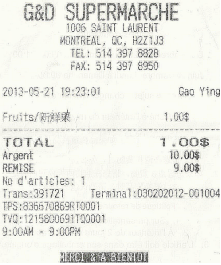 G&D SUPERMARCHE
1006 SAINT LAURENT
MONTREAL, QC, H2Z1J3
TEL: 514 397 8828
FAX: 514 397 8950
2013-05-21 19:23:01 Gao Ying
Fruits/新鲜果 1.00$
TOTAL 1.00$
Argent 10.00$
REMISE 9.00$
No d'articles: 1
Trans:391721 Terminal:030202012-001004
TPS:836670869RT0001
TVQ:1215800691TQ0001
9:00AM - 9:00PM
MERCI & A BIENTOT